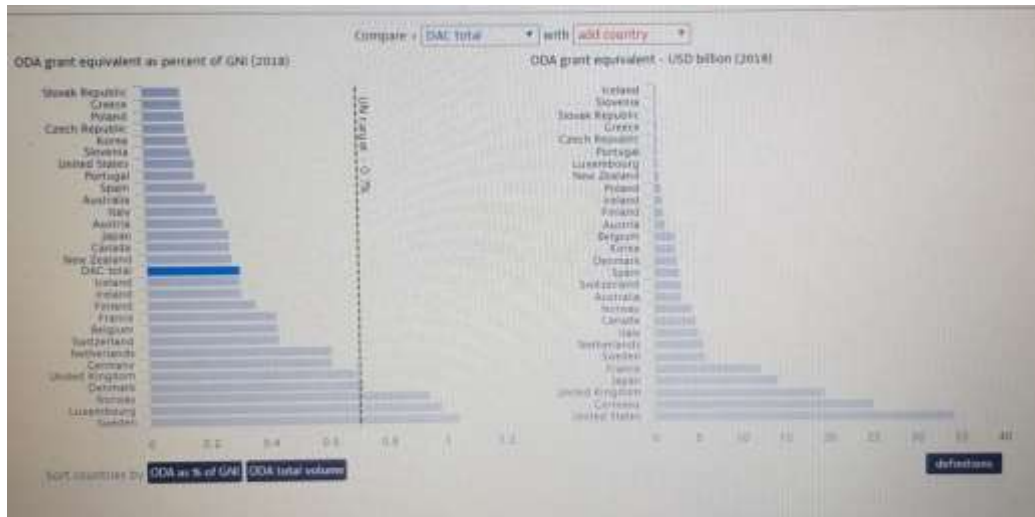 Compare : DAC total with add country
ODA grant equivalent as percent of GNI (2018)
Slovak Republic
Greece
Poland
Czech Republic
Korea
Slovenia
United States
Portugal
Spain
Australia
Italy
Austria
Japan
Canada
New Zealand
DAC total
Iceland
Ireland
Finland
France
Belgium
Switzerland
Netherlands
Germany
United Kingdom
Denmark
Norway
Luxembourg
Sweden
0 0.2 0.4 0.6 0.8 1 1.2
Sort countries by ODA as % of GNI ODA total volume
ODA grant equivalent - USD billion (2018)
Iceland
Slovenia
Slovak Republic
Greece
Czech Republic
Portugal
Luxembourg
New Zealand
Poland
Ireland
Finland
Austria
Belgium
Korea
Denmark
Spain
Switzerland
Australia
Norway
Canada
Italy
Netherlands
Sweden
France
Japan
United Kingdom
Germany
United States
0 5 10 15 20 25 30 35 40
definitions